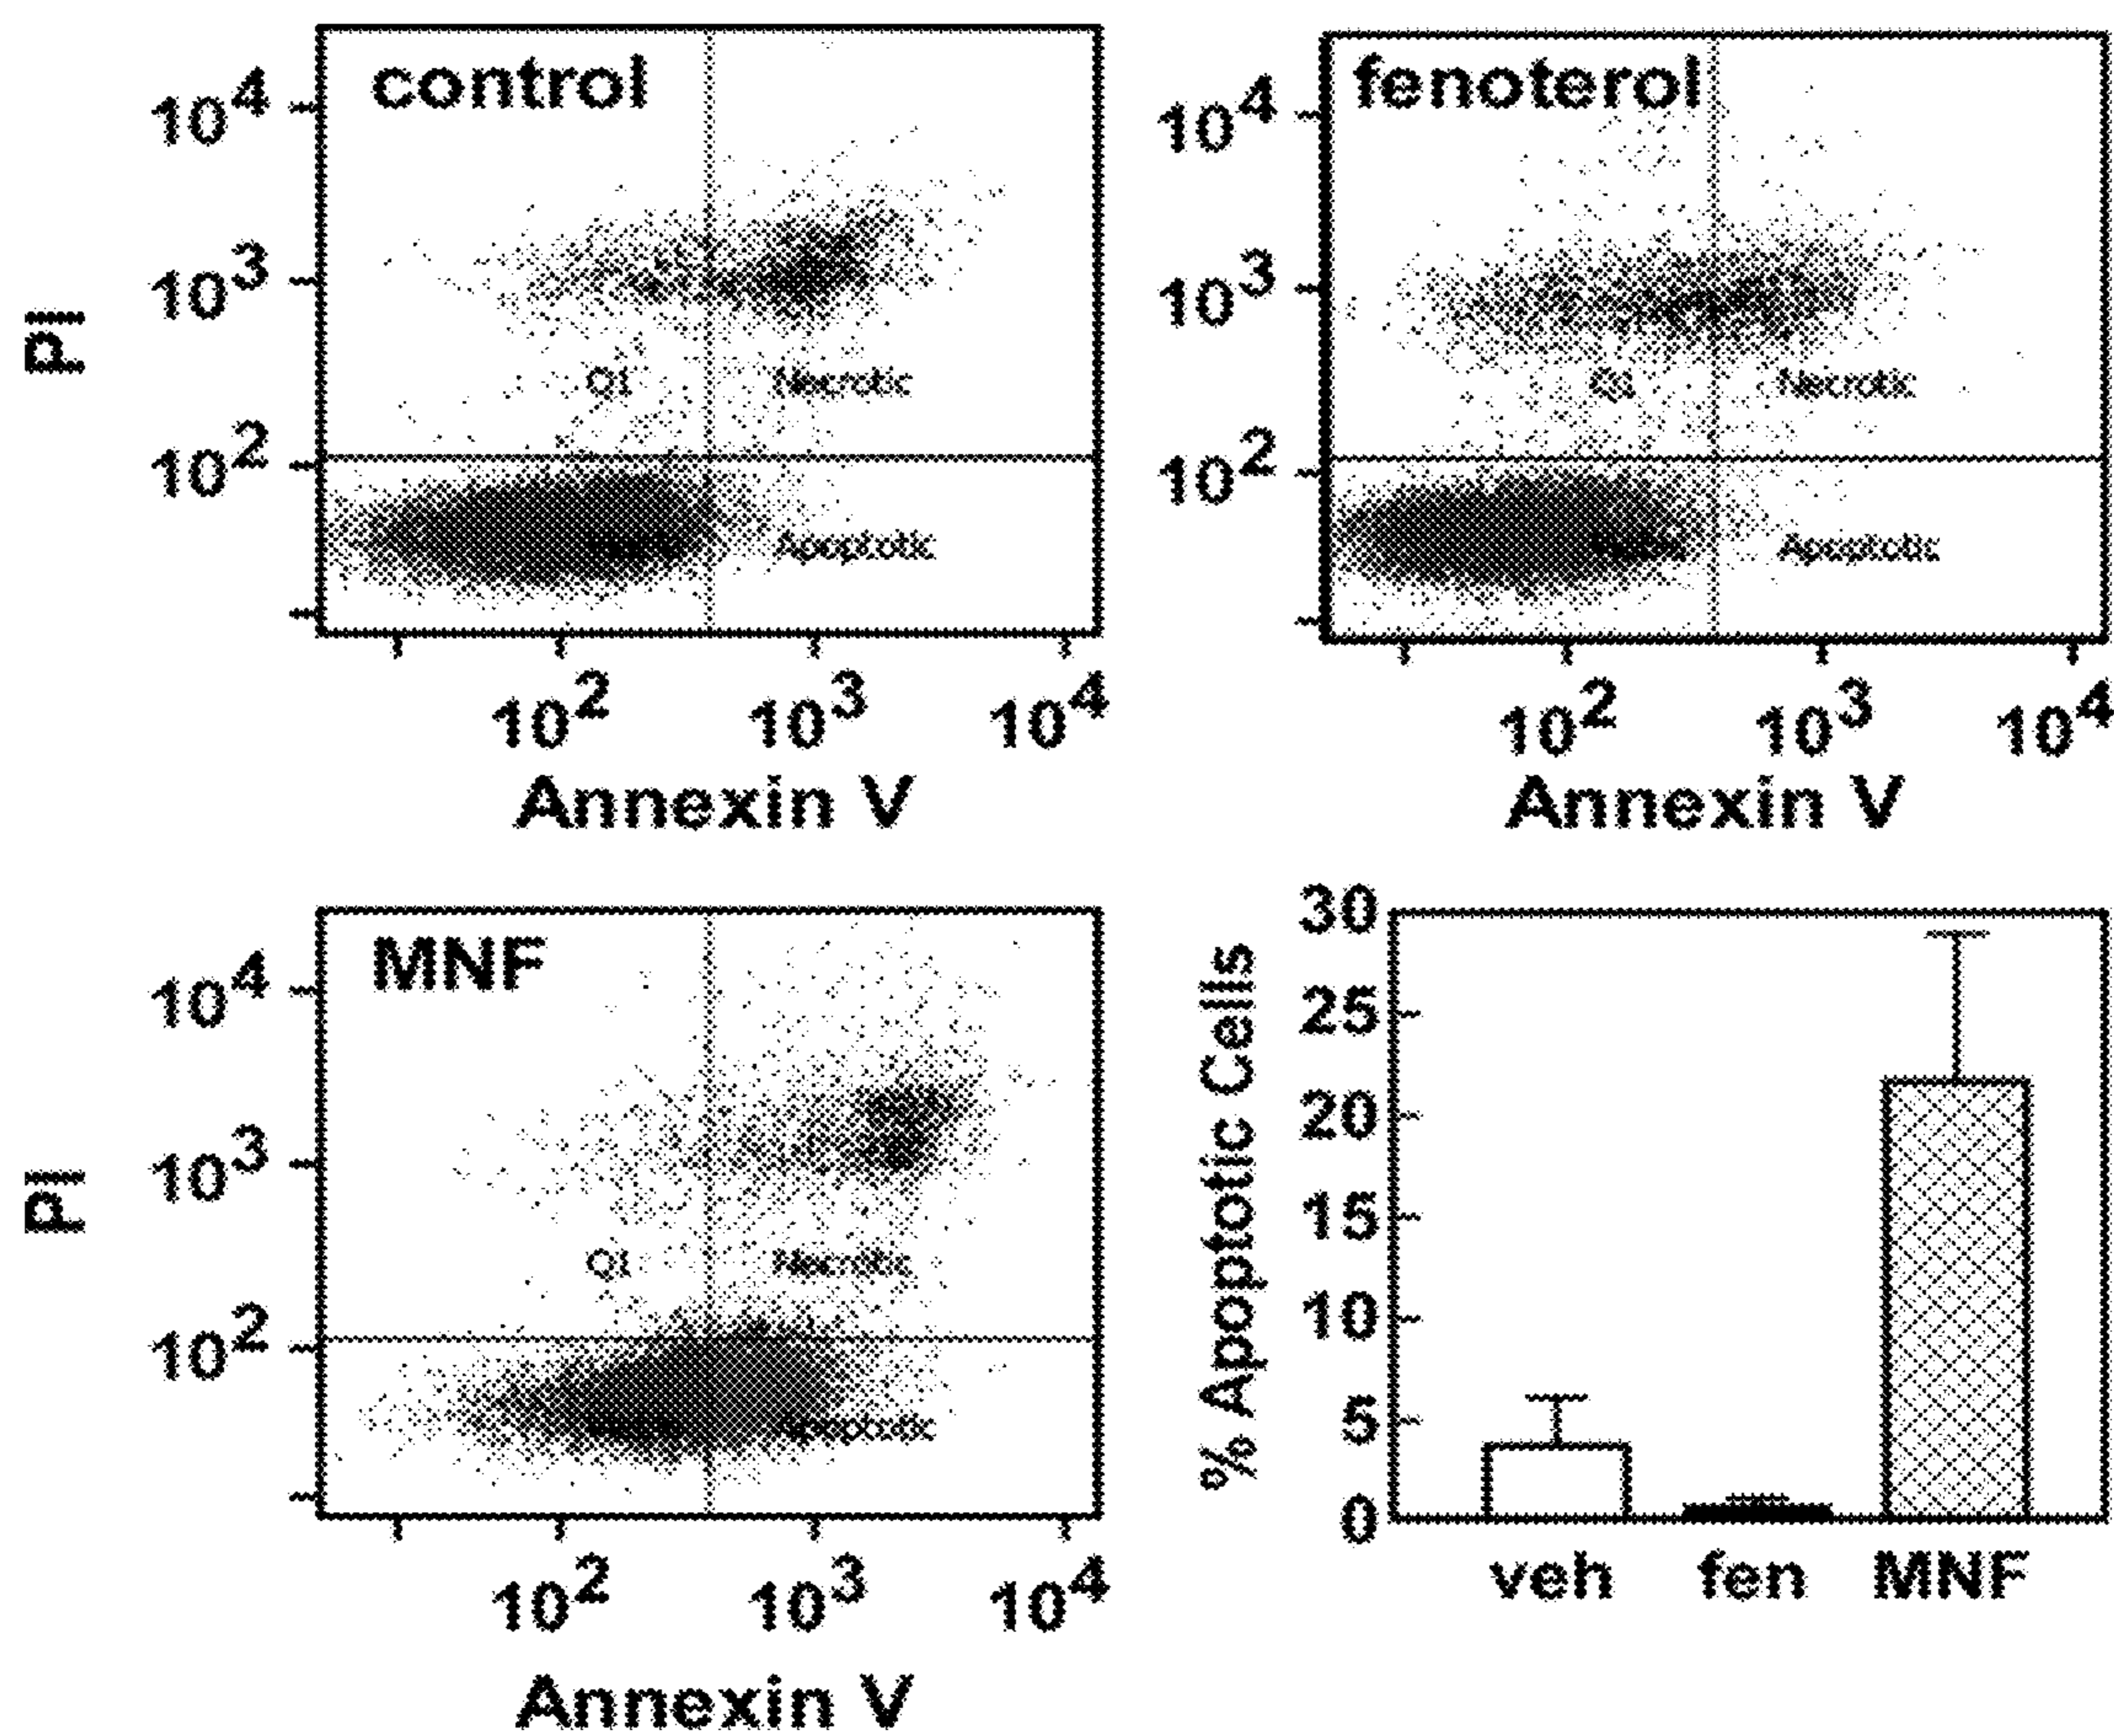 control
10^4
10^3
10^2
PI
Q1
Necrotic
Apoptotic
10^2 10^3 10^4
Annexin V
fenoterol
10^4
10^3
10^2
Q1
Necrotic
Apoptotic
10^2 10^3 10^4
Annexin V
MNF
10^4
10^3
10^2
PI
Q1
Necrotic
Apoptotic
10^2 10^3 10^4
Annexin V
% Apoptotic Cells
30
25
20
15
10
5
0
veh fen MNF